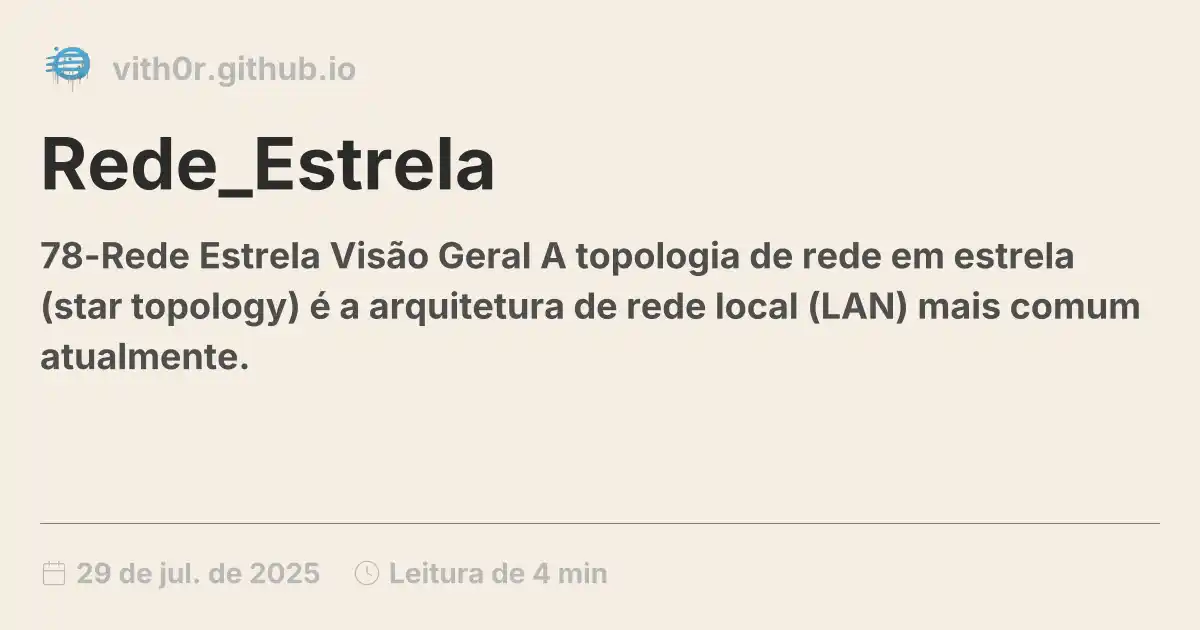 vith0r.github.io
Rede_Estrela
78-Rede Estrela Visão Geral A topologia de rede em estrela
(star topology) é a arquitetura de rede local (LAN) mais comum
atualmente.
29 de jul. de 2025
Leitura de 4 min